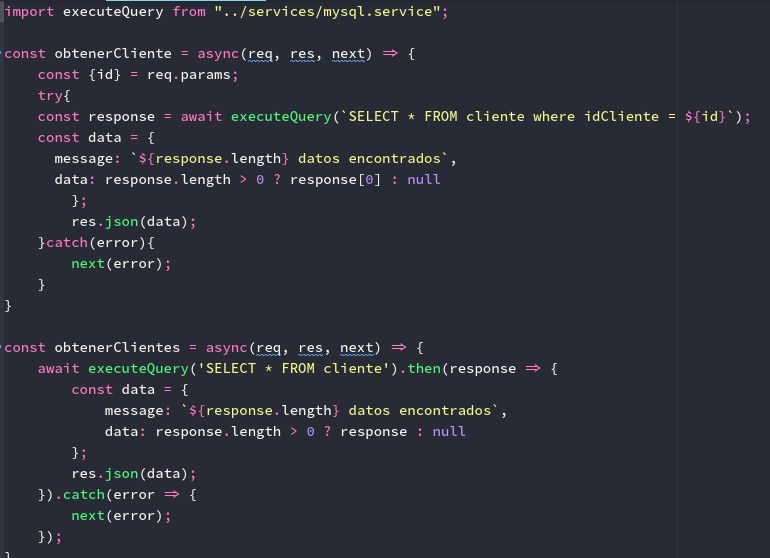 import executeQuery from "../services/mysql.service";
const obtenerCliente = async(req, res, next) => {
const {id} = req.params;
try{
const response = await executeQuery(`SELECT * FROM cliente where idCliente = ${id}`);
const data = {
message: `${response.length} datos encontrados`,
data: response.length > 0 ? response[0] : null
};
res.json(data);
}catch(error){
next(error);
}
}
const obtenerClientes = async(req, res, next) => {
await executeQuery('SELECT * FROM cliente').then(response => {
const data = {
message: `${response.length} datos encontrados`,
data: response.length > 0 ? response : null
};
res.json(data);
}).catch(error => {
next(error);
});
}